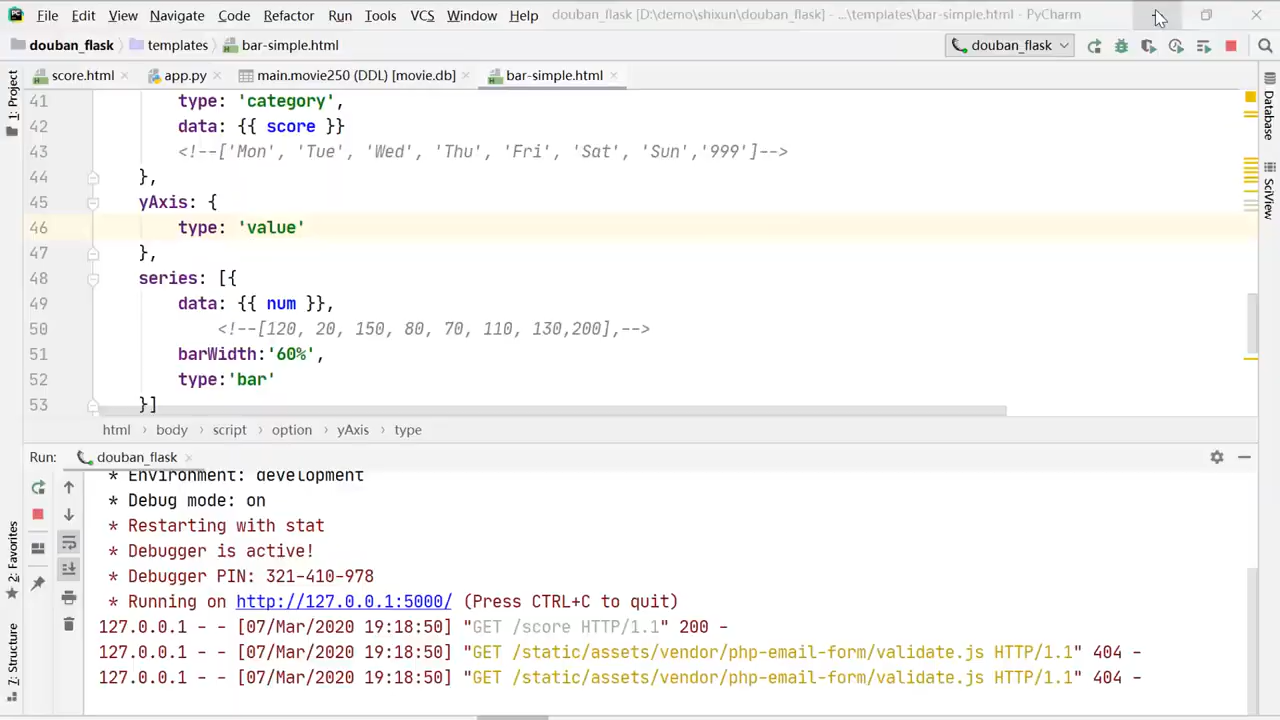 File Edit View Navigate Code Refactor Run Tools VCS Window Help douban_flask [D:\demo\shixun\douban_flask] - ...\templates\bar-simple.html - PyCharm
douban_flask templates bar-simple.html douban_flask
score.html app.py main.movie250 (DDL) [movie.db] bar-simple.html
1: Project
Database
SciView
41 type: 'category',
42 data: {{ score }}
43 <!--['Mon', 'Tue', 'Wed', 'Thu', 'Fri', 'Sat', 'Sun','999']-->
44 },
45 yAxis: {
46 type: 'value'
47 },
48 series: [{
49 data: {{ num }},
50 <!--[120, 20, 150, 80, 70, 110, 130,200],-->
51 barWidth:'60%',
52 type:'bar'
53 }]
html body script option yAxis type
Run: douban_flask
* Environment: development
* Debug mode: on
* Restarting with stat
* Debugger is active!
* Debugger PIN: 321-410-978
* Running on http://127.0.0.1:5000/ (Press CTRL+C to quit)
127.0.0.1 - - [07/Mar/2020 19:18:50] "GET /score HTTP/1.1" 200 -
127.0.0.1 - - [07/Mar/2020 19:18:50] "GET /static/assets/vendor/php-email-form/validate.js HTTP/1.1" 404 -
127.0.0.1 - - [07/Mar/2020 19:18:50] "GET /static/assets/vendor/php-email-form/validate.js HTTP/1.1" 404 -
2: Favorites
7: Structure